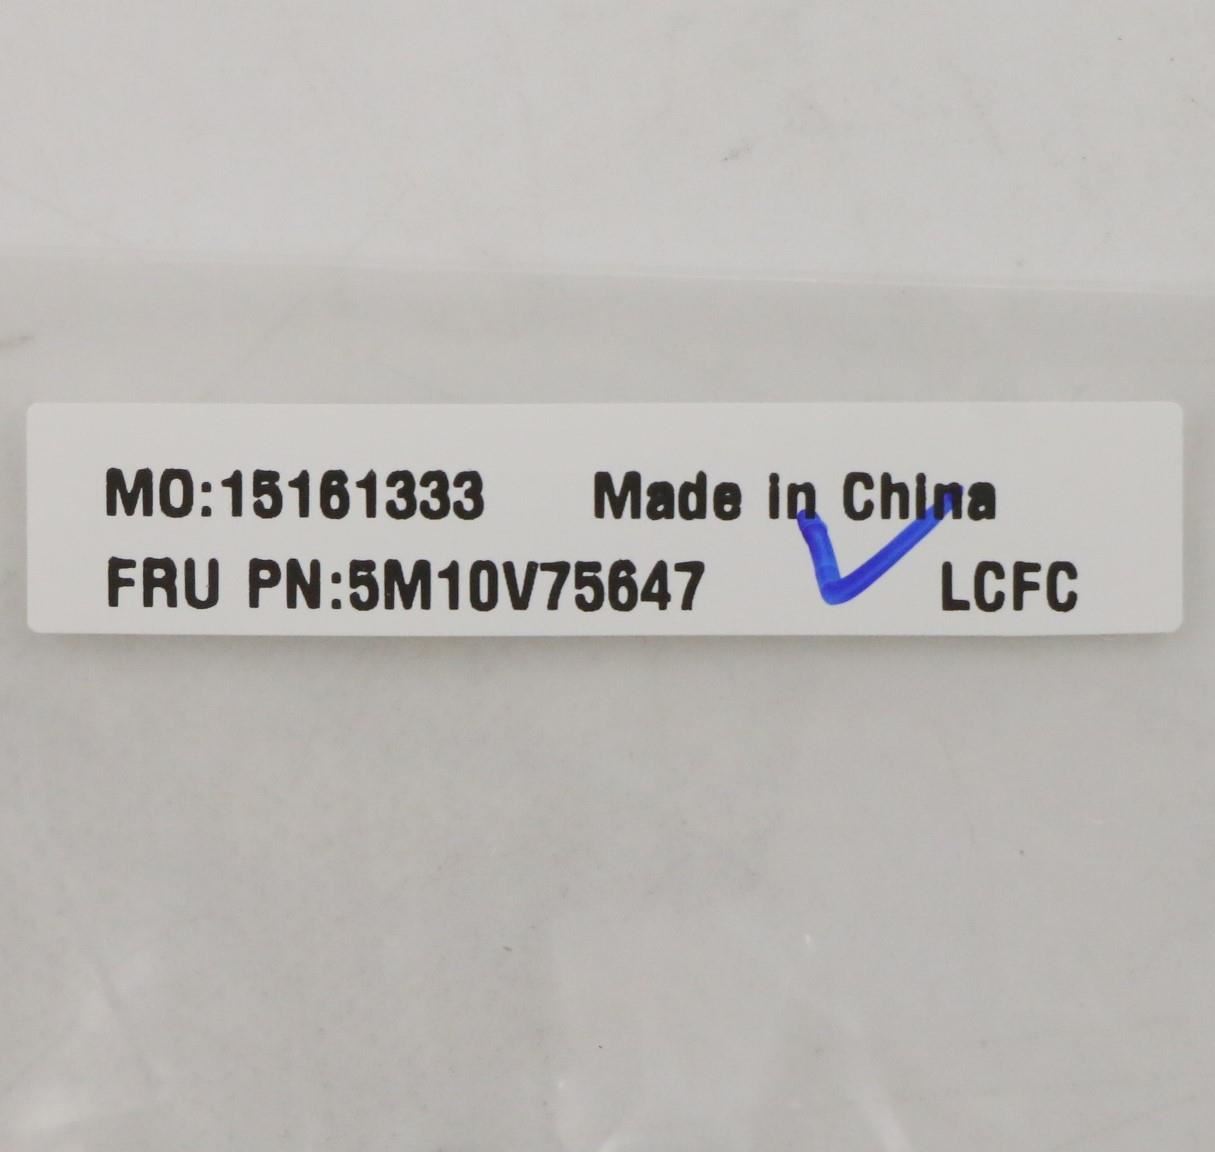 MO:15161333 Made in China
FRU PN:5M10V75647 LCFC